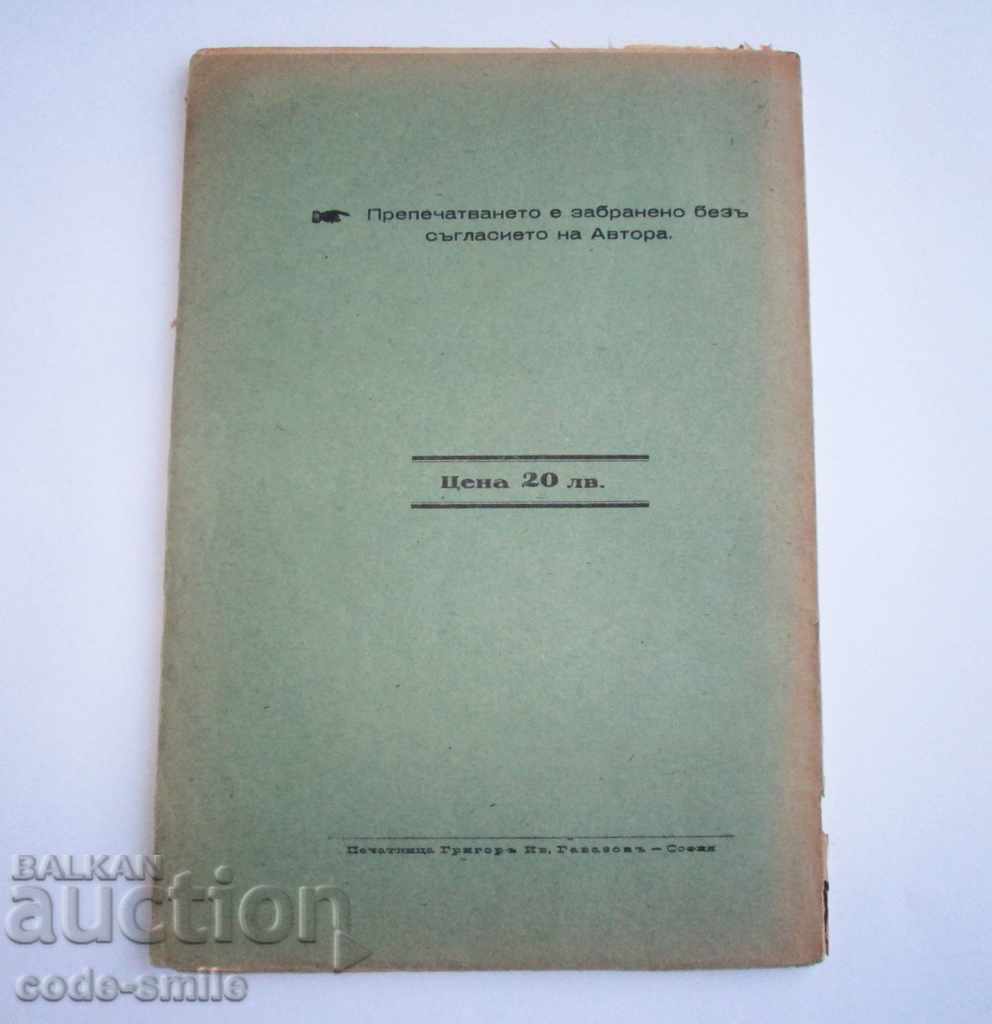 Препечатването е забранено безъ
съгласието на Автора.
Цена 20 лв.
Печатница Григоръ Ив. Гавазовъ — София
BALKAN
auction
code-smile